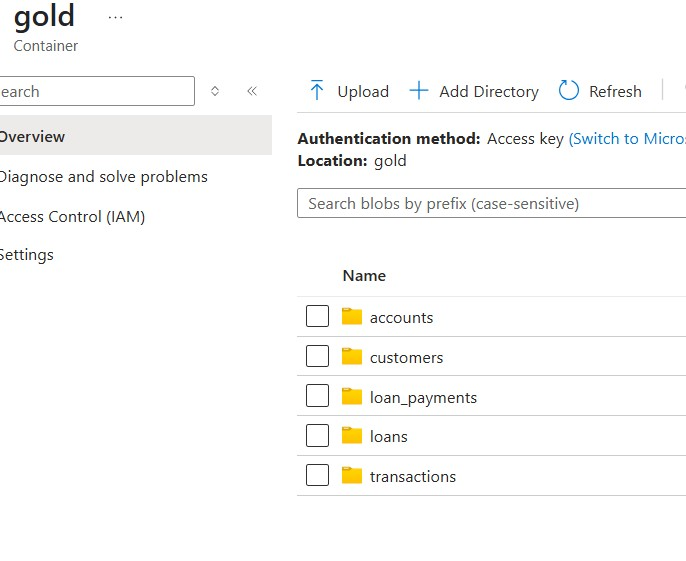 gold ...
Container
earch
Overview
Diagnose and solve problems
Access Control (IAM)
Settings
Upload
Add Directory
Refresh
Authentication method: Access key (Switch to Micros
Location: gold
Search blobs by prefix (case-sensitive)
Name
accounts
customers
loan_payments
loans
transactions